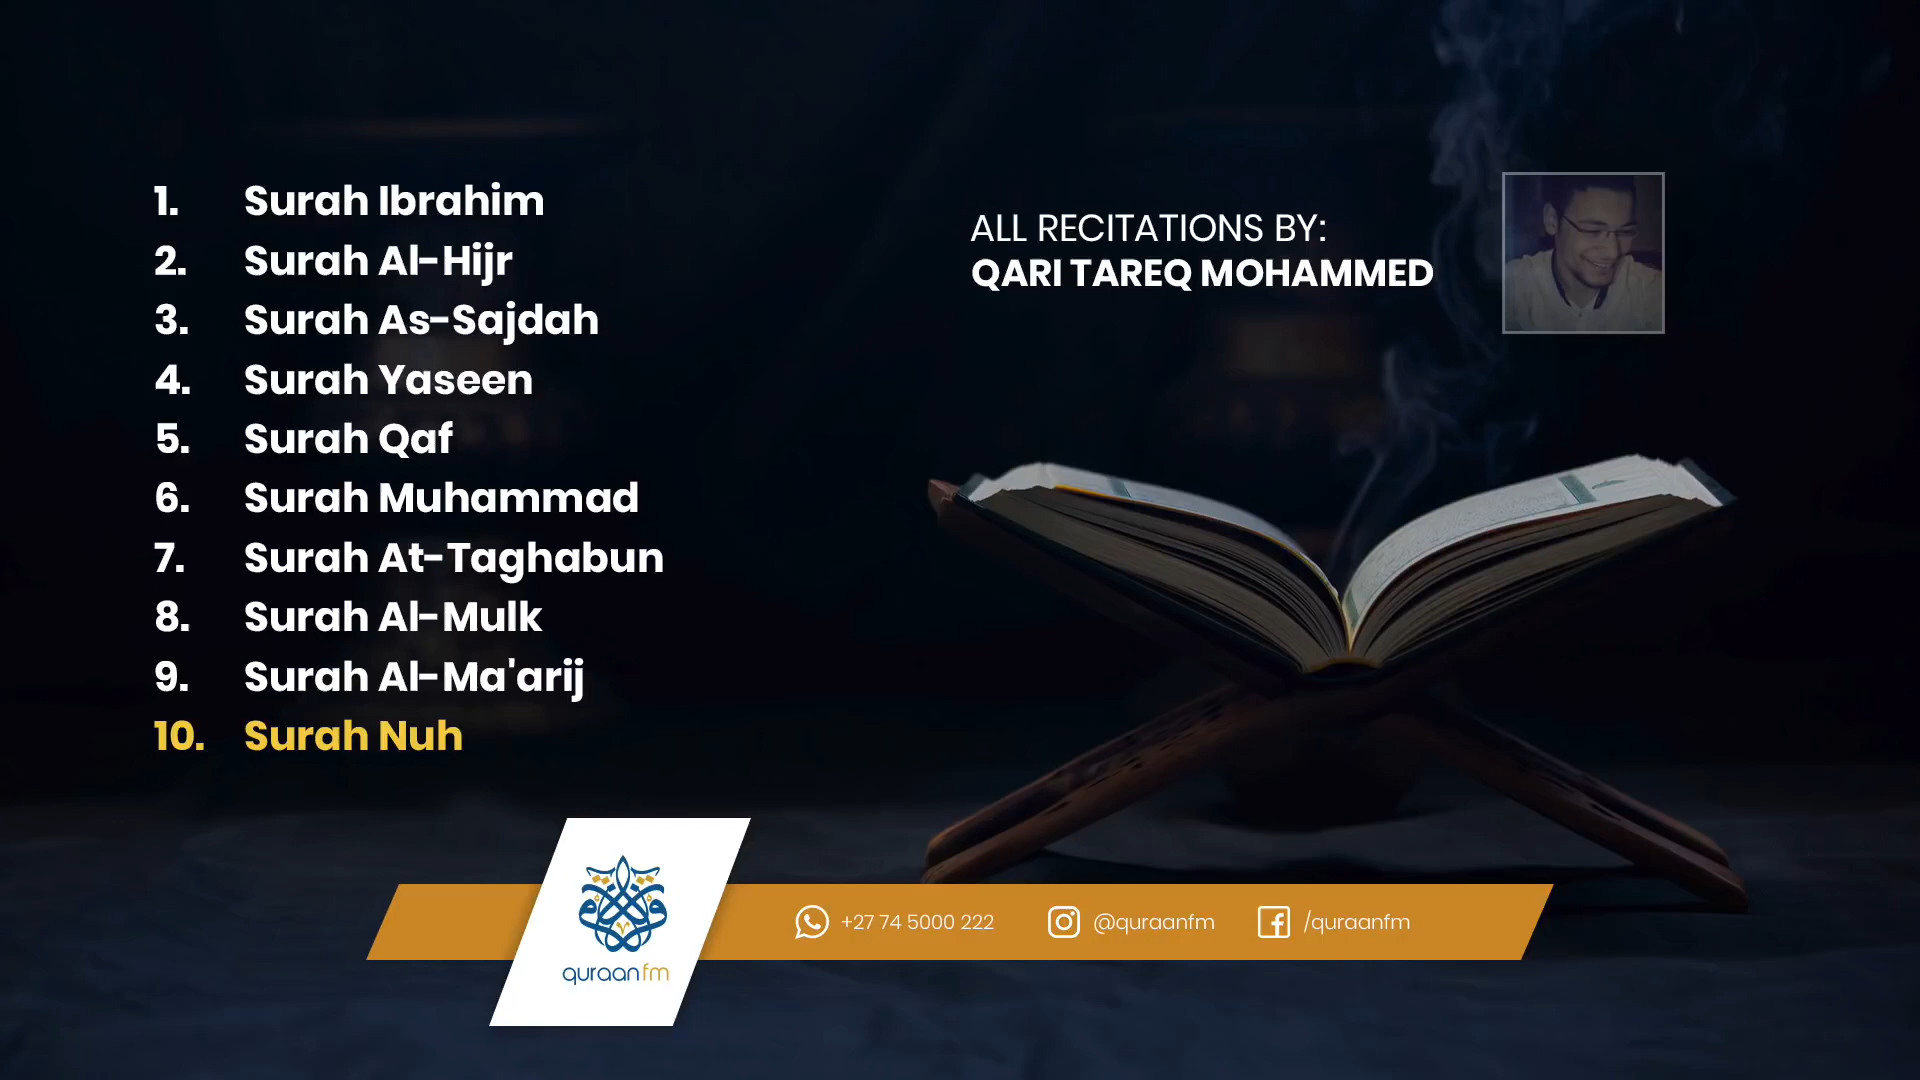 1. Surah Ibrahim
2. Surah Al-Hijr
3. Surah As-Sajdah
4. Surah Yaseen
5. Surah Qaf
6. Surah Muhammad
7. Surah At-Taghabun
8. Surah Al-Mulk
9. Surah Al-Ma'arij
10. Surah Nuh
ALL RECITATIONS BY:
QARI TAREQ MOHAMMED
quraanfm
+27 74 5000 222
@quraanfm
/quraanfm